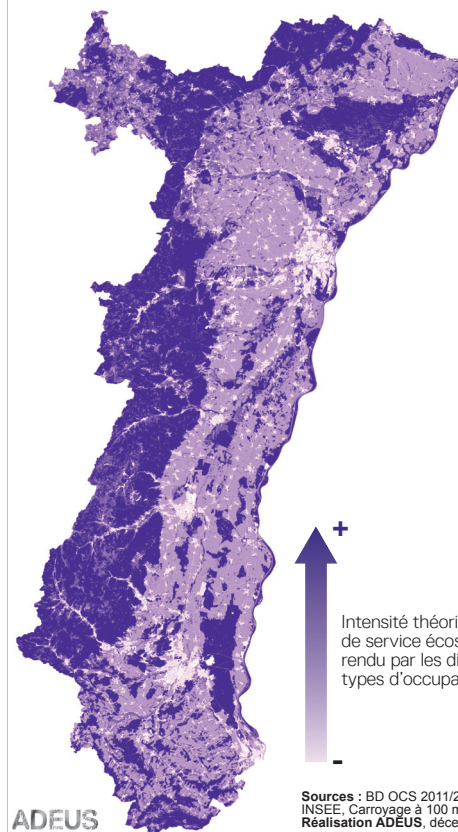 +
Intensité théori
de service écos
rendu par les di
types d'occupa
-
Sources : BD OCS 2011/2
INSEE, Carroyage à 100 m
Réalisation ADEUS, déce
ADEUS